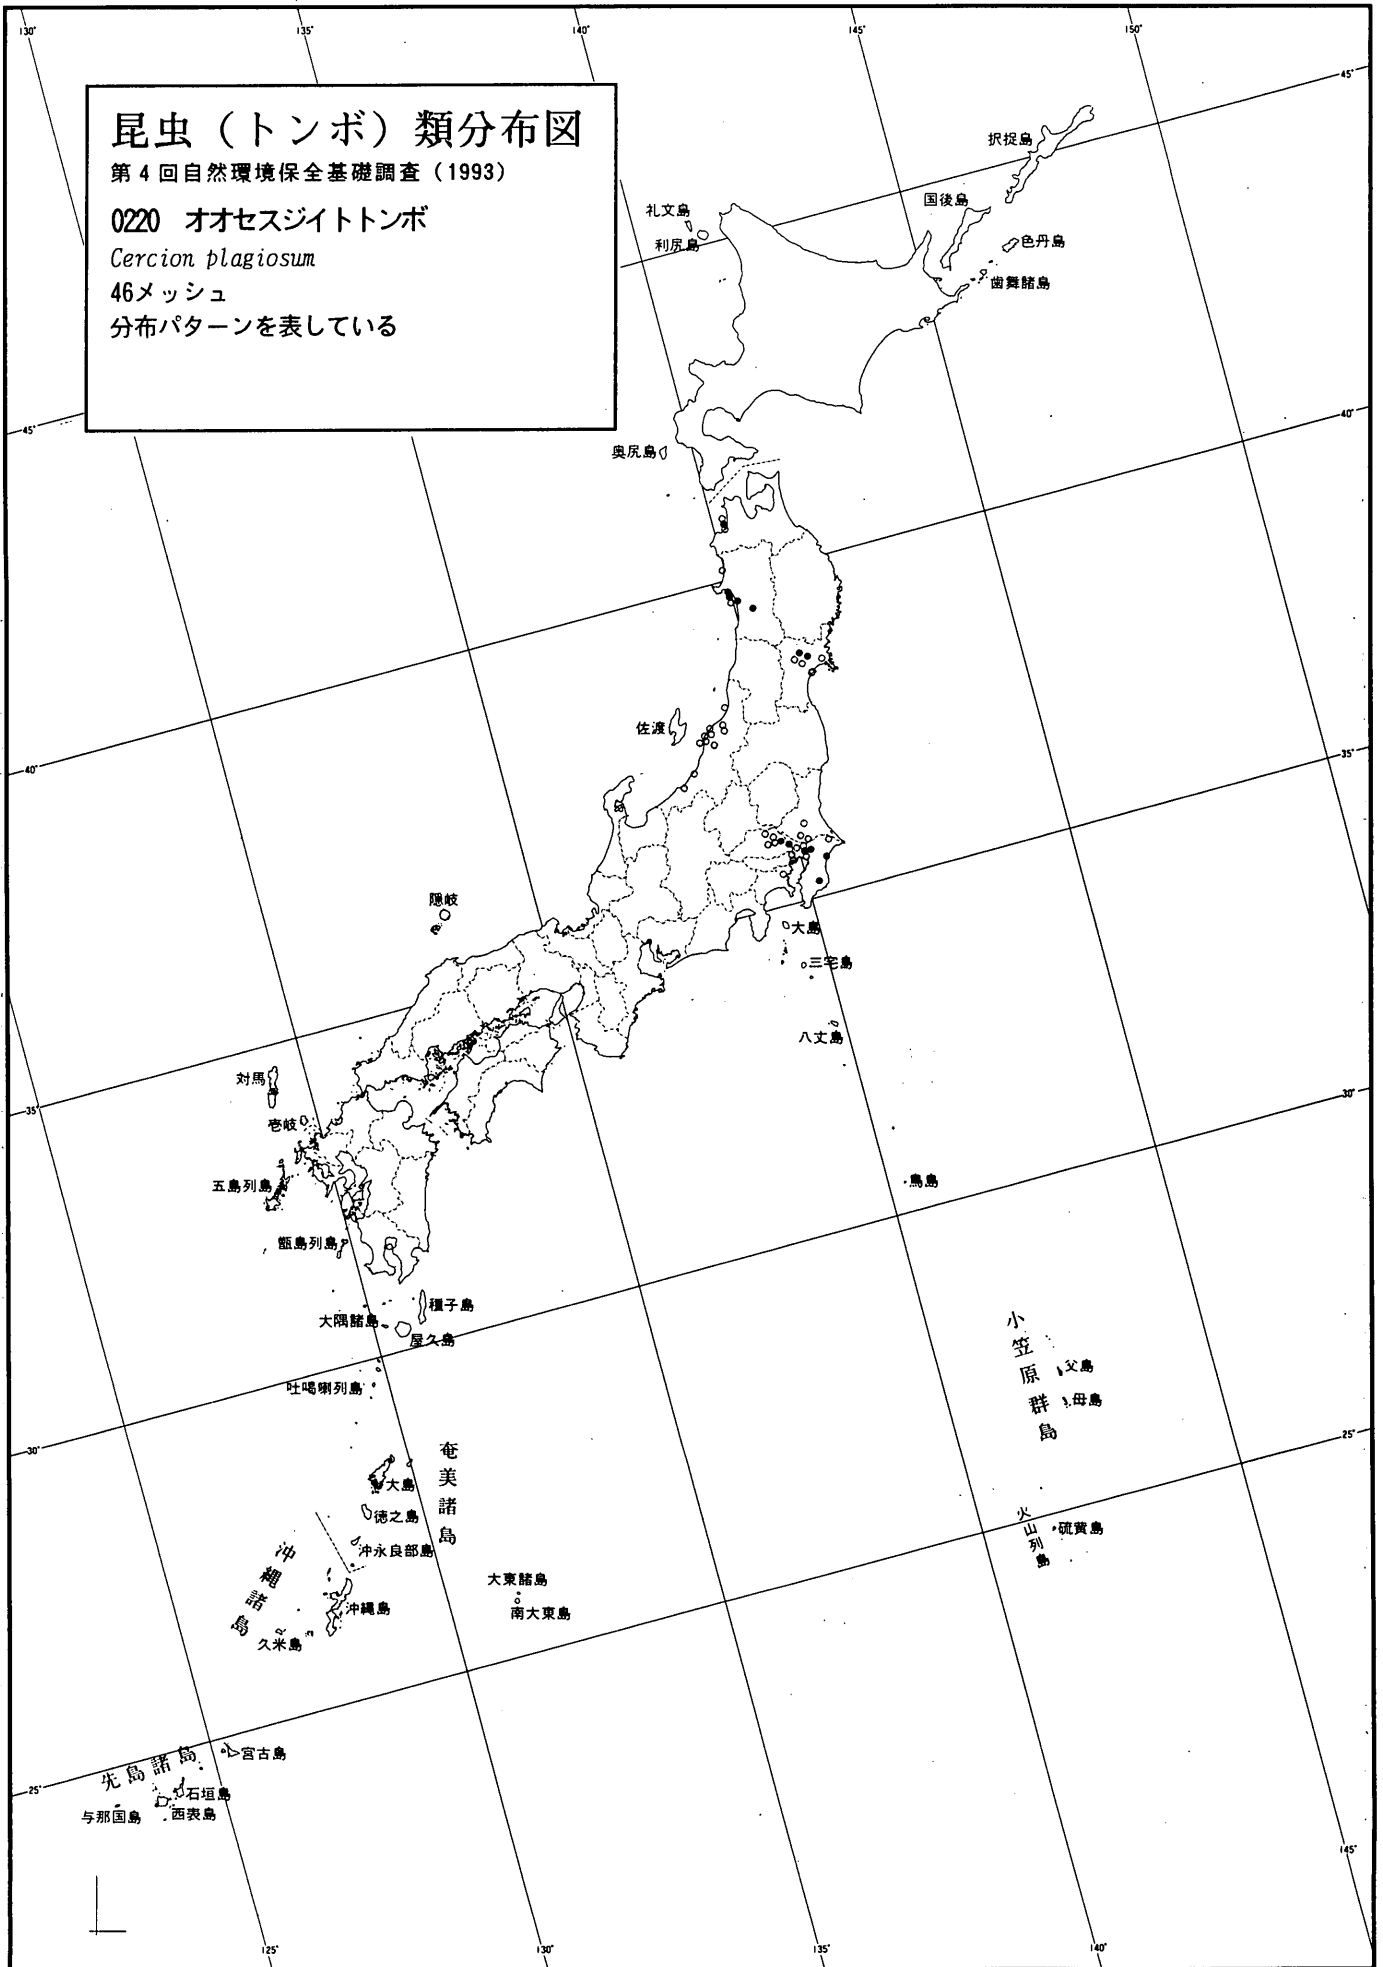 130°
135°
140°
145°
150°
昆虫（トンボ）類分布図
第4回自然環境保全基礎調査（1993）
0220 オオセスジイトトンボ
Cercion plagiosum
46メッシュ
分布パターンを表している
45°
択捉島
国後島
礼文島
利尻島
色丹島
歯舞諸島
40°
45°
奥尻島
佐渡
35°
40°
隠岐
大島
三宅島
八丈島
対馬
35°
壱岐
30°
五島列島
鳥島
甑島列島
種子島
大隅諸島
屋久島
小笠原群島
父島
母島
吐噶喇列島
25°
30°
奄美諸島
大島
徳之島
沖永良部島
火山列島
硫黄島
沖縄諸島
沖縄島
久米島
大東諸島
南大東島
先島諸島
宮古島
石垣島
西表島
与那国島
25°
145°
125°
130°
135°
140°